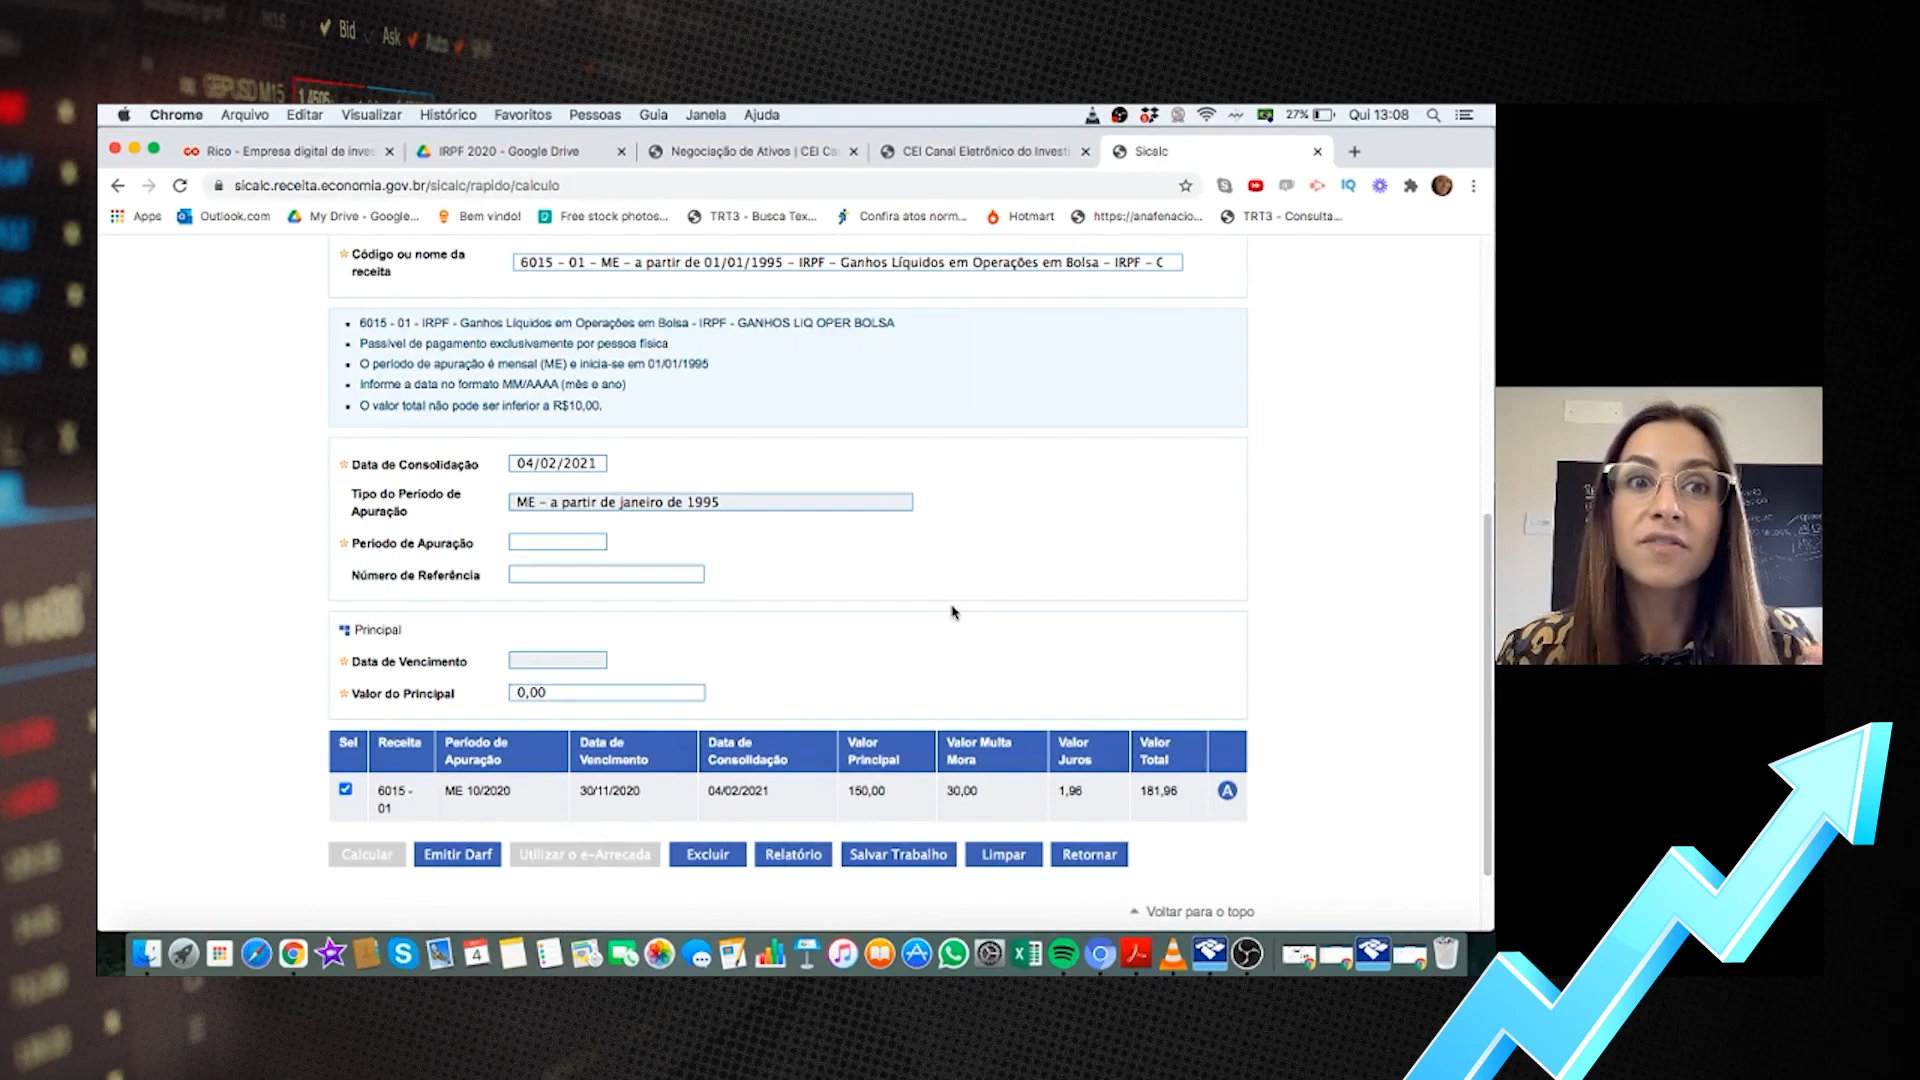 Bid
Ask
Auto
GBPUSD M15
Chrome Arquivo Editar Visualizar Histórico Favoritos Pessoas Guia Janela Ajuda 27% Qui 13:08
Rico - Empresa digital de inves
IRPF 2020 - Google Drive
Negociação de Ativos | CEI Ca
CEI Canal Eletrônico do Investi
Sicalc
sicalc.receita.economia.gov.br/sicalc/rapido/calculo
Apps Outlook.com My Drive - Google... Bem vindo! Free stock photos... TRT3 - Busca Tex... Confira atos norm... Hotmart https://anafenacio... TRT3 - Consulta...
Código ou nome da
receita
6015 - 01 - ME - a partir de 01/01/1995 - IRPF - Ganhos Líquidos em Operações em Bolsa - IRPF - C
6015 - 01 - IRPF - Ganhos Líquidos em Operações em Bolsa - IRPF - GANHOS LIQ OPER BOLSA
Passível de pagamento exclusivamente por pessoa física
O período de apuração é mensal (ME) e inicia-se em 01/01/1995
Informe a data no formato MM/AAAA (mês e ano)
O valor total não pode ser inferior a R$10,00.
Data de Consolidação 04/02/2021
Tipo do Período de
Apuração
ME - a partir de janeiro de 1995
Período de Apuração
Número de Referência
Principal
Data de Vencimento
Valor do Principal 0,00
Sel Receita Período de Apuração Data de Vencimento Data de Consolidação Valor Principal Valor Multa Mora Valor Juros Valor Total
6015 - 01 ME 10/2020 30/11/2020 04/02/2021 150,00 30,00 1,96 181,96 A
Calcular Emitir Darf Utilizar o e-Arrecada Excluir Relatório Salvar Trabalho Limpar Retornar
Voltar para o topo